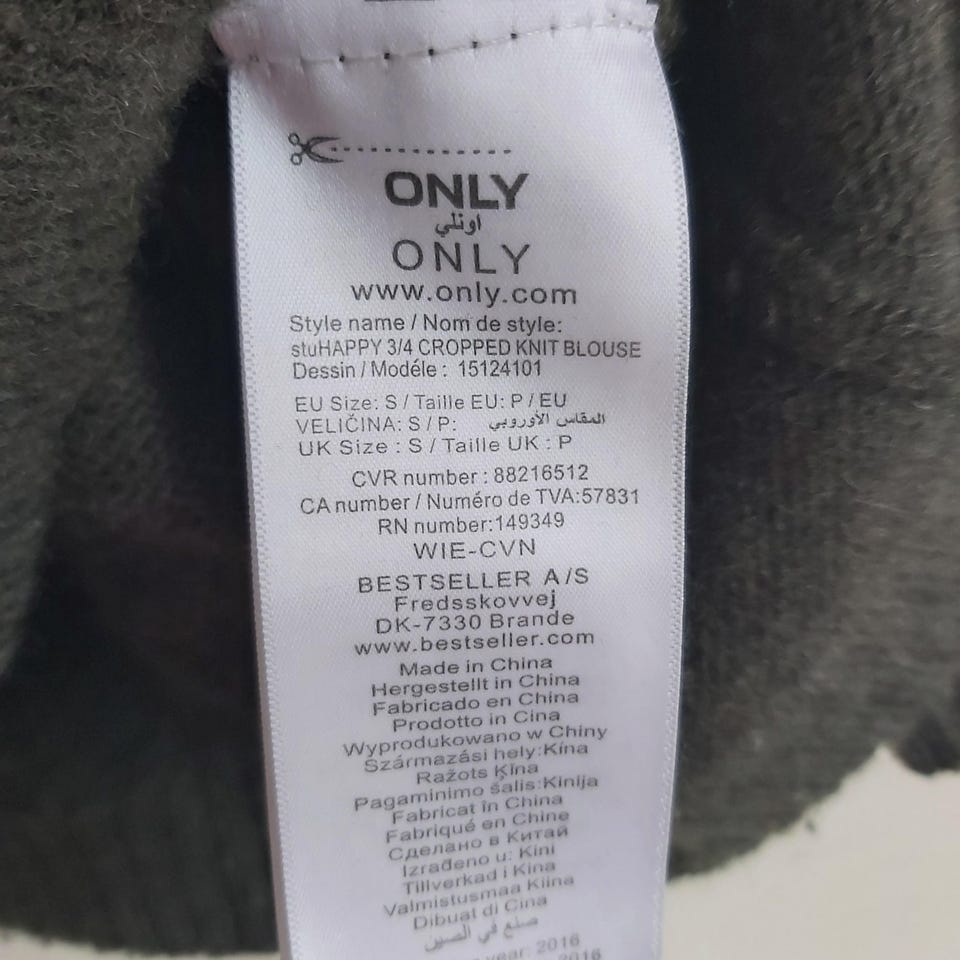 ONLY
اونلي
ONLY
www.only.com
Style name / Nom de style:
stuHAPPY 3/4 CROPPED KNIT BLOUSE
Dessin / Modéle : 15124101
EU Size: S / Taille EU: P / EU
VELIČINA: S / P: المقاس الأوروبي
UK Size : S / Taille UK : P
CVR number : 88216512
CA number / Numéro de TVA:57831
RN number:149349
WIE-CVN
BESTSELLER A/S
Fredsskovvej
DK-7330 Brande
www.bestseller.com
Made in China
Hergestellt in China
Fabricado en China
Prodotto in Cina
Wyprodukowano w Chiny
Származási hely:Kína
Ražots Ķīna
Pagaminimo šalis:Kinija
Fabricat în China
Fabriqué en Chine
Сделано в Китай
Izrađeno u: Kini
Tillverkad i Kina
Valmistusmaa Kiina
Dibuat di Cina
صنع في الصين
year: 2016
2016